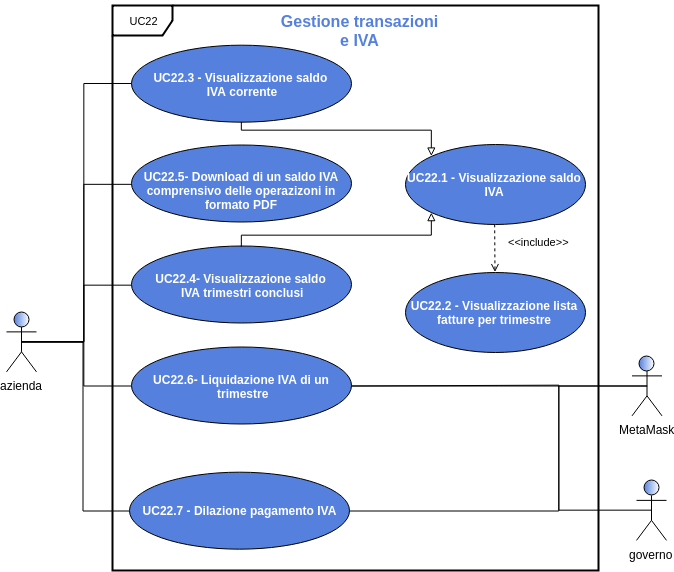 UC22
Gestione transazioni
e IVA
UC22.3 - Visualizzazione saldo
IVA corrente
UC22.5- Download di un saldo IVA
comprensivo delle operazizoni in
formato PDF
UC22.1 - Visualizzazione saldo
IVA
<<include>>
UC22.4- Visualizzazione saldo
IVA trimestri conclusi
UC22.2 - Visualizzazione lista
fatture per trimestre
azienda
UC22.6- Liquidazione IVA di un
trimestre
MetaMask
UC22.7 - Dilazione pagamento IVA
governo